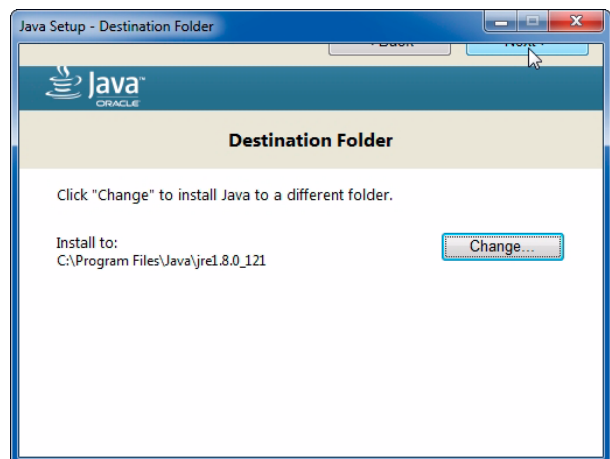 Java Setup - Destination Folder
Java™
ORACLE
Destination Folder
Click "Change" to install Java to a different folder.
Install to:
C:\Program Files\Java\jre1.8.0_121
Change...